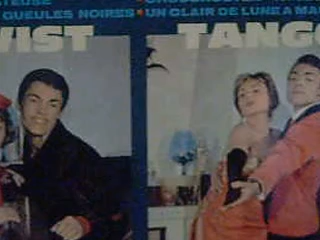 TEUSE
GUEULES NOIRES • UN CLAIR DE LUNE A MA
WIST TANGO